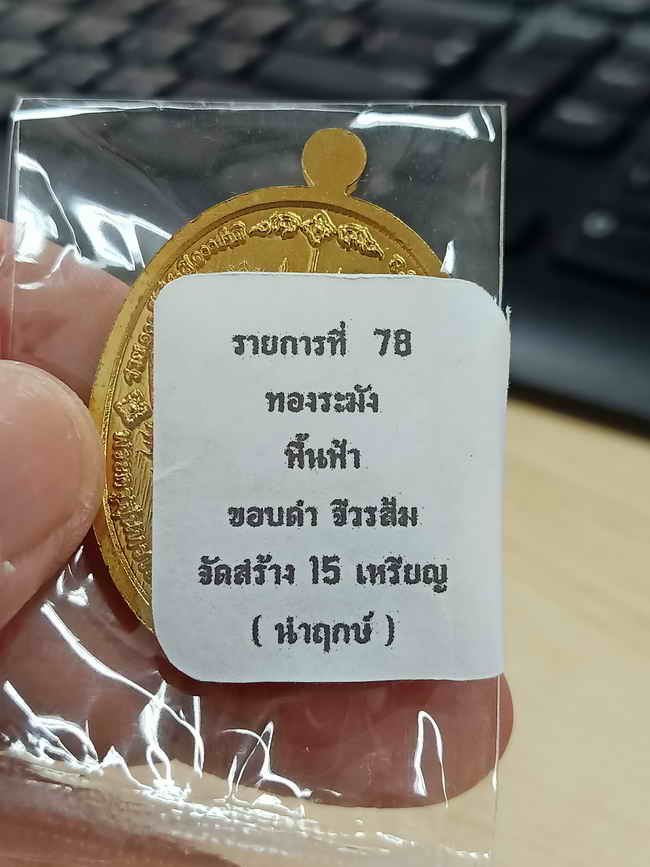 รายการที่ 78
ทองระฆัง
พื้นฟ้า
ขอบดำ จีวรส้ม
จัดสร้าง 15 เหรียญ
( นำฤกษ์ )